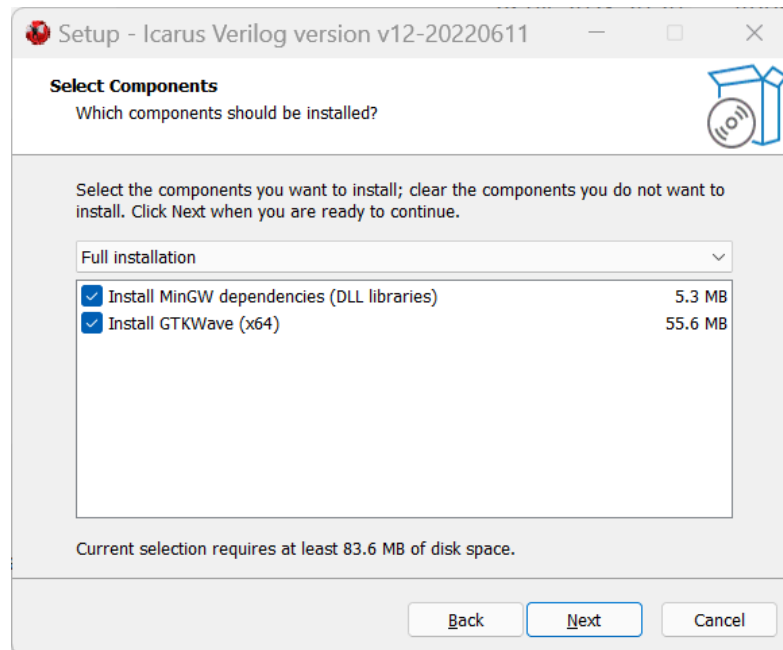 Setup - Icarus Verilog version v12-20220611
Select Components
Which components should be installed?
Select the components you want to install; clear the components you do not want to
install. Click Next when you are ready to continue.
Full installation
Install MinGW dependencies (DLL libraries) 5.3 MB
Install GTKWave (x64) 55.6 MB
Current selection requires at least 83.6 MB of disk space.
Back Next Cancel